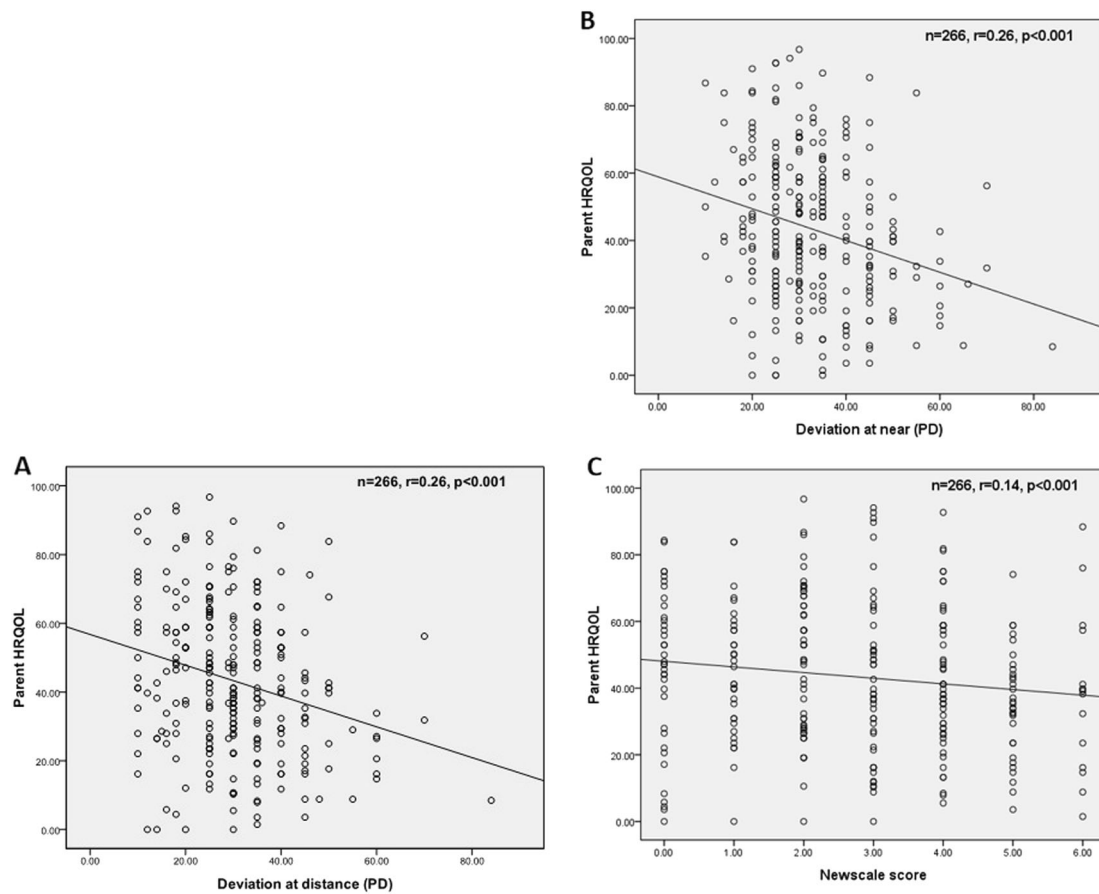 B
n=266, r=0.26, p<0.001
100.00
80.00
60.00
40.00
20.00
0.00
Parent HRQOL
0.00 20.00 40.00 60.00 80.00
Deviation at near (PD)
A
n=266, r=0.26, p<0.001
100.00
80.00
60.00
40.00
20.00
0.00
Parent HRQOL
0.00 20.00 40.00 60.00 80.00
Deviation at distance (PD)
C
n=266, r=0.14, p<0.001
100.00
80.00
60.00
40.00
20.00
0.00
Parent HRQOL
0.00 1.00 2.00 3.00 4.00 5.00 6.00
Newscale score